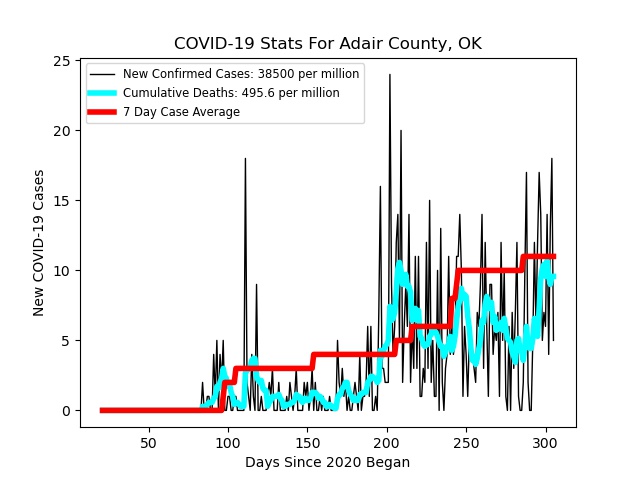 COVID-19 Stats For Adair County, OK
New Confirmed Cases: 38500 per million
Cumulative Deaths: 495.6 per million
7 Day Case Average
New COVID-19 Cases
25
20
15
10
5
0
50 100 150 200 250 300
Days Since 2020 Began